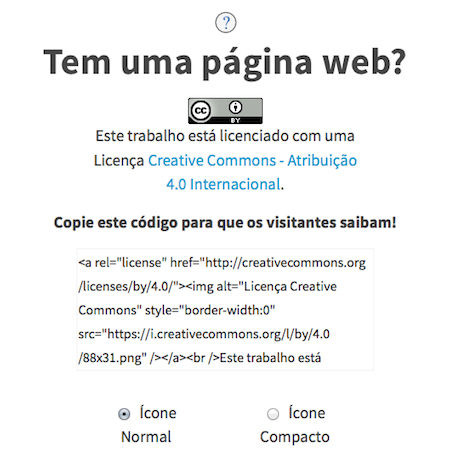 ?
Tem uma página web?
cc BY
Este trabalho está licenciado com uma
Licença Creative Commons - Atribuição
4.0 Internacional.
Copie este código para que os visitantes saibam!
<a rel="license" href="http://creativecommons.org
/licenses/by/4.0/"><img alt="Licença Creative
Commons" style="border-width:0"
src="https://i.creativecommons.org/l/by/4.0
/88x31.png" /></a><br />Este trabalho está
Ícone Ícone
Normal Compacto